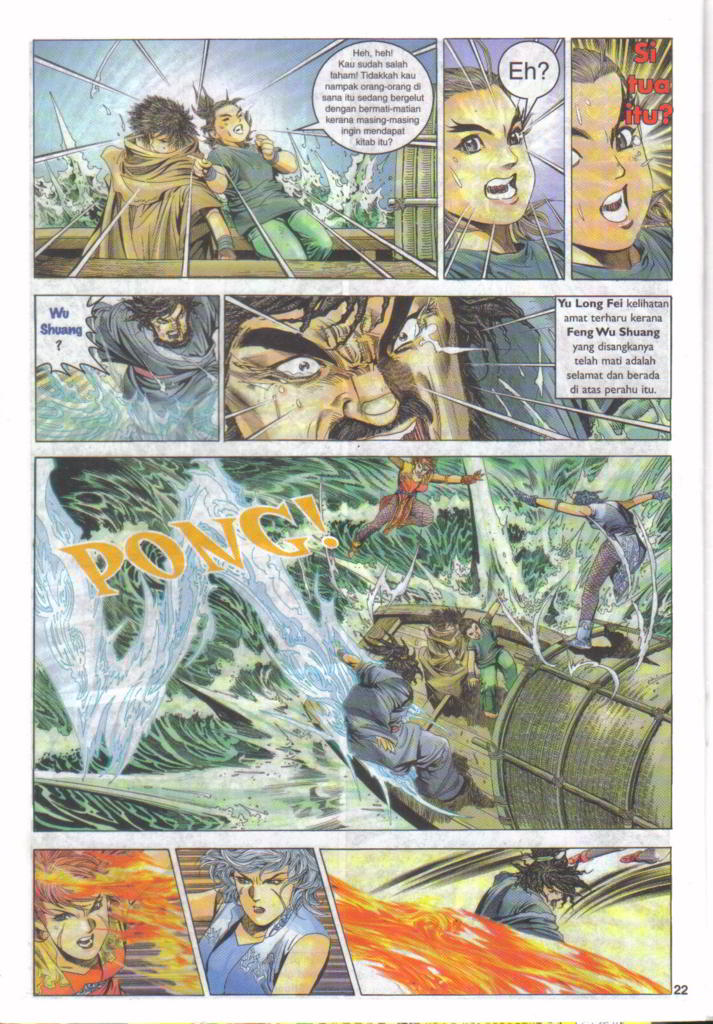 Heh, heh!
Kau sudah salah
faham! Tidakkah kau
nampak orang-orang di
sana itu sedang bergelut
dengan bermati-matian
kerana masing-masing
ingin mendapat
kitab itu?
Eh?
Si
tua
itu?
Wu
Shuang
?
Yu Long Fei kelihatan
amat terharu kerana
Feng Wu Shuang
yang disangkanya
telah mati adalah
selamat dan berada
di atas perahu itu.
PONG!
22